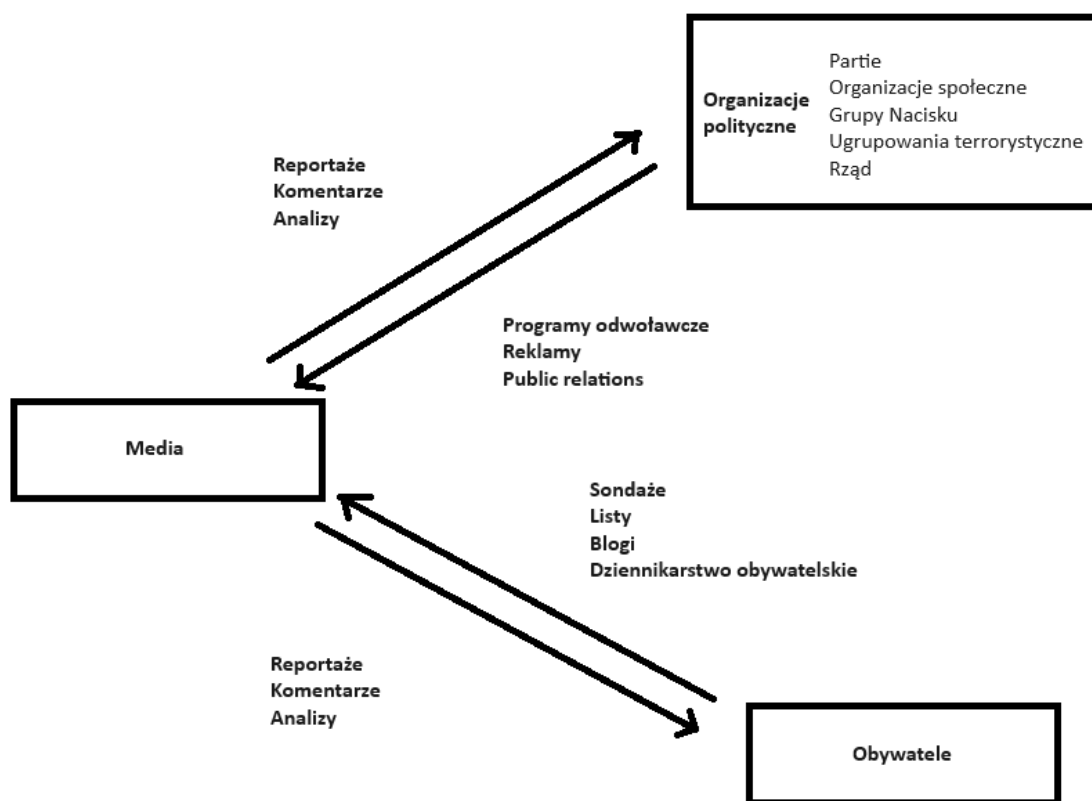 Organizacje
polityczne
Partie
Organizacje społeczne
Grupy Nacisku
Ugrupowania terrorystyczne
Rząd
Reportaże
Komentarze
Analizy
Programy odwoławcze
Reklamy
Public relations
Media
Sondaże
Listy
Blogi
Dziennikarstwo obywatelskie
Reportaże
Komentarze
Analizy
Obywatele